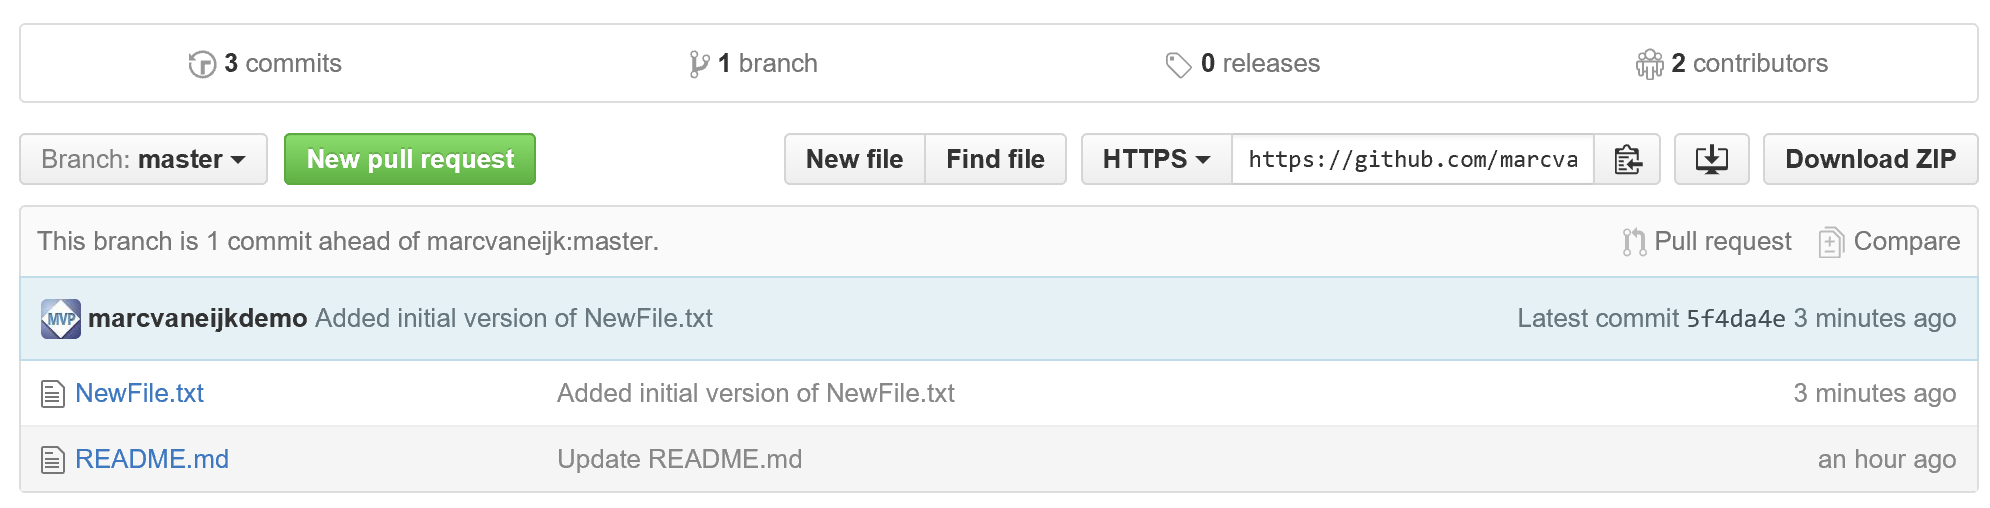 3 commits 1 branch 0 releases 2 contributors
Branch: master New pull request New file Find file HTTPS https://github.com/marcva Download ZIP
This branch is 1 commit ahead of marcvaneijk:master. Pull request Compare
MVP marcvaneijkdemo Added initial version of NewFile.txt Latest commit 5f4da4e 3 minutes ago
NewFile.txt Added initial version of NewFile.txt 3 minutes ago
README.md Update README.md an hour ago